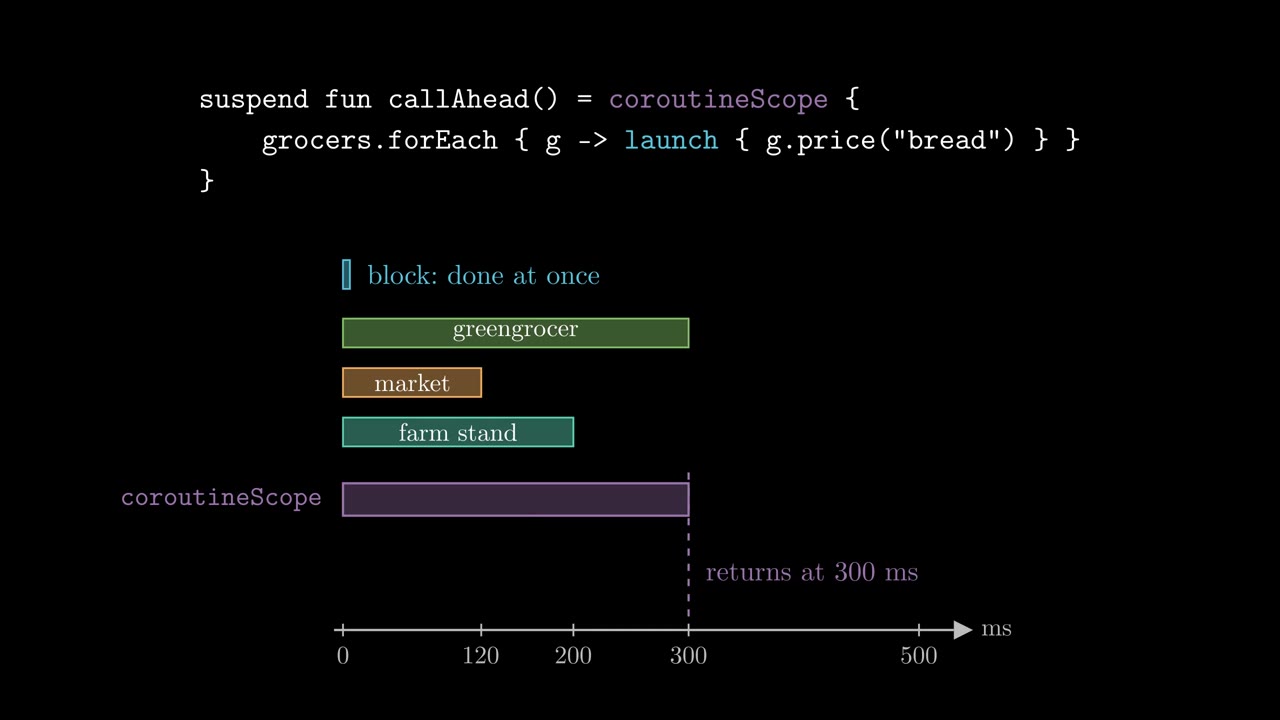 suspend fun callAhead() = coroutineScope {
    grocers.forEach { g -> launch { g.price("bread") } }
}
block: done at once
greengrocer
market
farm stand
coroutineScope
returns at 300 ms
ms
0 120 200 300 500